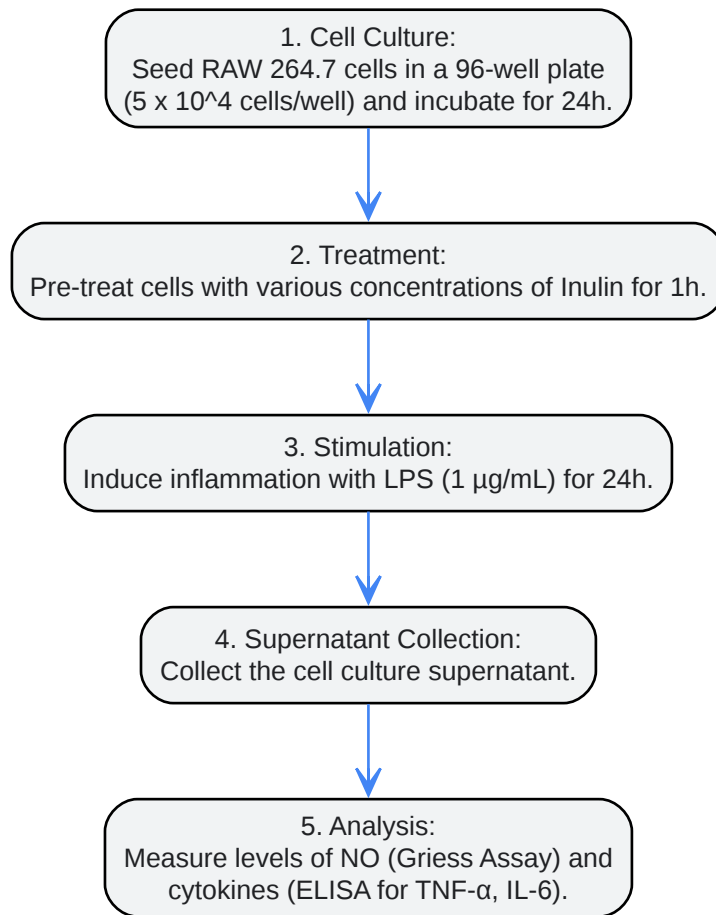 1. Cell Culture:
Seed RAW 264.7 cells in a 96-well plate
(5 x 10^4 cells/well) and incubate for 24h.
2. Treatment:
Pre-treat cells with various concentrations of Inulin for 1h.
3. Stimulation:
Induce inflammation with LPS (1 µg/mL) for 24h.
4. Supernatant Collection:
Collect the cell culture supernatant.
5. Analysis:
Measure levels of NO (Griess Assay) and
cytokines (ELISA for TNF-α, IL-6).